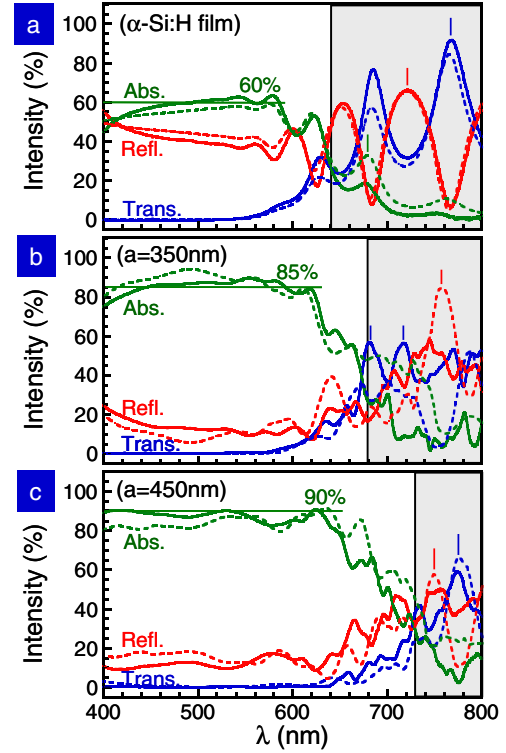 a
(α-Si:H film)
Intensity (%)
100
80
60
40
20
0
Abs.
60%
Refl.
Trans.
b
(a=350nm)
Intensity (%)
100
80
60
40
20
0
85%
Abs.
Refl.
Trans.
c
(a=450nm)
Intensity (%)
100
80
60
40
20
0
90%
Abs.
Refl.
Trans.
400 500 600 700 800
λ (nm)